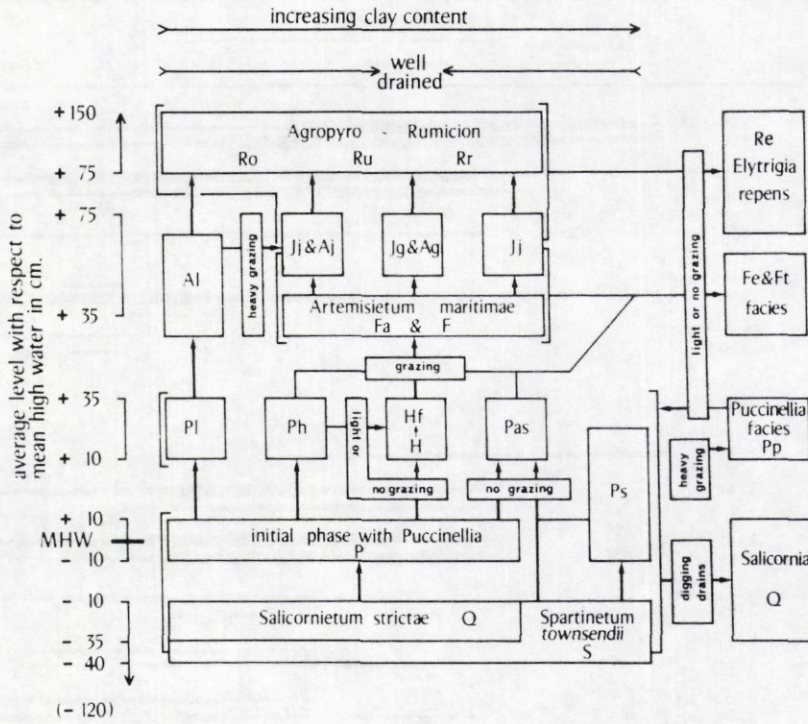 increasing clay content
well
drained
+ 150
+ 75
+ 75
+ 35
+ 35
+ 10
+ 10
MHW
- 10
- 10
- 35
- 40
(- 120)
average level with respect to
mean high water in cm.
Agropyro - Rumicion
Ro Ru Rr
Re
Elytrigia
repens
Al
heavy grazing
Jj & Aj
Jg & Ag
Jj
light or no grazing
Fe & Ft
facies
Artemisietum maritimae
Fa & F
grazing
Pl
Ph
light or
no grazing
Hf
H
Pas
no grazing
Ps
Puccinellia
facies
Pp
heavy grazing
initial phase with Puccinellia
P
digging
drains
Salicornia
Q
Salicornietum strictae Q
Spartinetum
townsendii
S